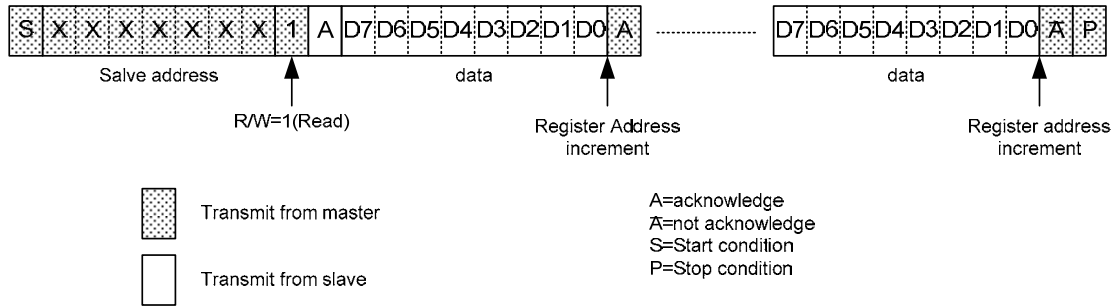 S X X X X X X X 1 A D7 D6 D5 D4 D3 D2 D1 D0 A D7 D6 D5 D4 D3 D2 D1 D0 A̅ P
Salve address data data
R/W=1(Read)
Register Address
increment
Register address
increment
Transmit from master
Transmit from slave
A=acknowledge
A̅=not acknowledge
S=Start condition
P=Stop condition